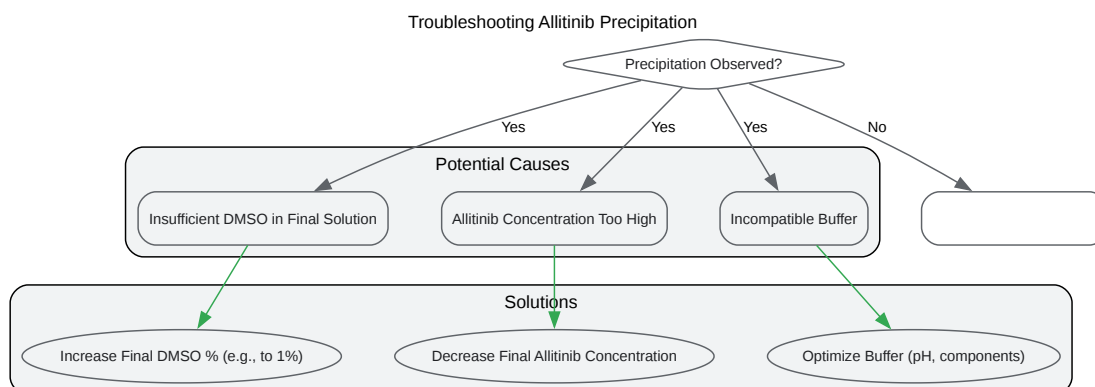 Troubleshooting Allitinib Precipitation
Precipitation Observed?
Yes
Yes
Yes
No
Potential Causes
Insufficient DMSO in Final Solution
Allitinib Concentration Too High
Incompatible Buffer
Solutions
Increase Final DMSO % (e.g., to 1%)
Decrease Final Allitinib Concentration
Optimize Buffer (pH, components)